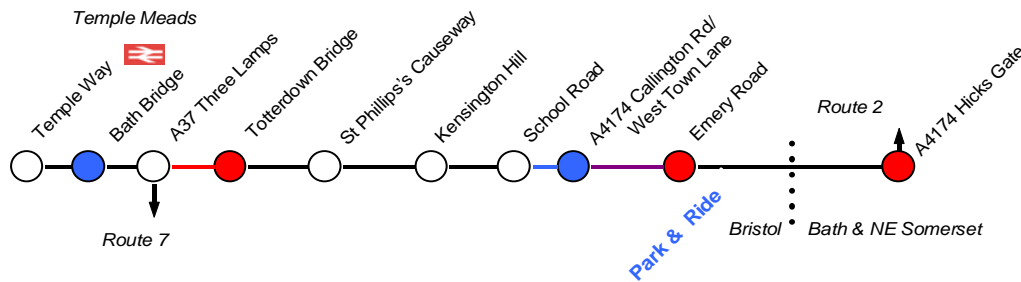 Temple Meads
Temple Way
Bath Bridge
A37 Three Lamps
Totterdown Bridge
St Phillips's Causeway
Kensington Hill
School Road
A4174 Callington Rd/
West Town Lane
Emery Road
Route 2
A4174 Hicks Gate
Route 7
Park & Ride
Bristol
Bath & NE Somerset